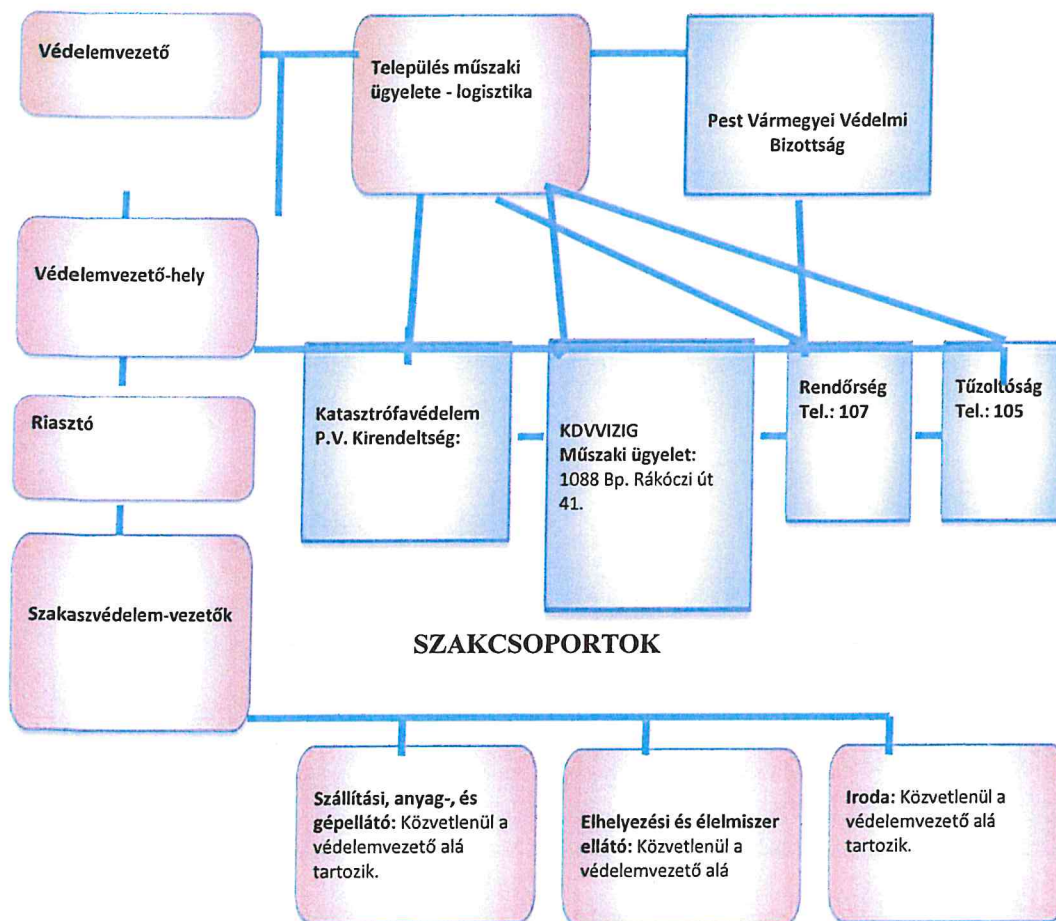 Védelemvezető
Település műszaki
ügyelete - logisztika
Pest Vármegyei Védelmi
Bizottság
Védelemvezető-hely
Riasztó
Szakaszvédelem-vezetők
Katasztrófavédelem
P.V. Kirendeltség:
KDVVIZIG
Műszaki ügyelet:
1088 Bp. Rákóczi út
41.
Rendőrség
Tel.: 107
Tűzoltóság
Tel.: 105
SZAKCSOPORTOK
Szállítási, anyag-, és
gépellátó: Közvetlenül a
védelemvezető alá
tartozik.
Elhelyezési és élelmiszer
ellátó: Közvetlenül a
védelemvezető alá
Iroda: Közvetlenül a
védelemvezető alá
tartozik.